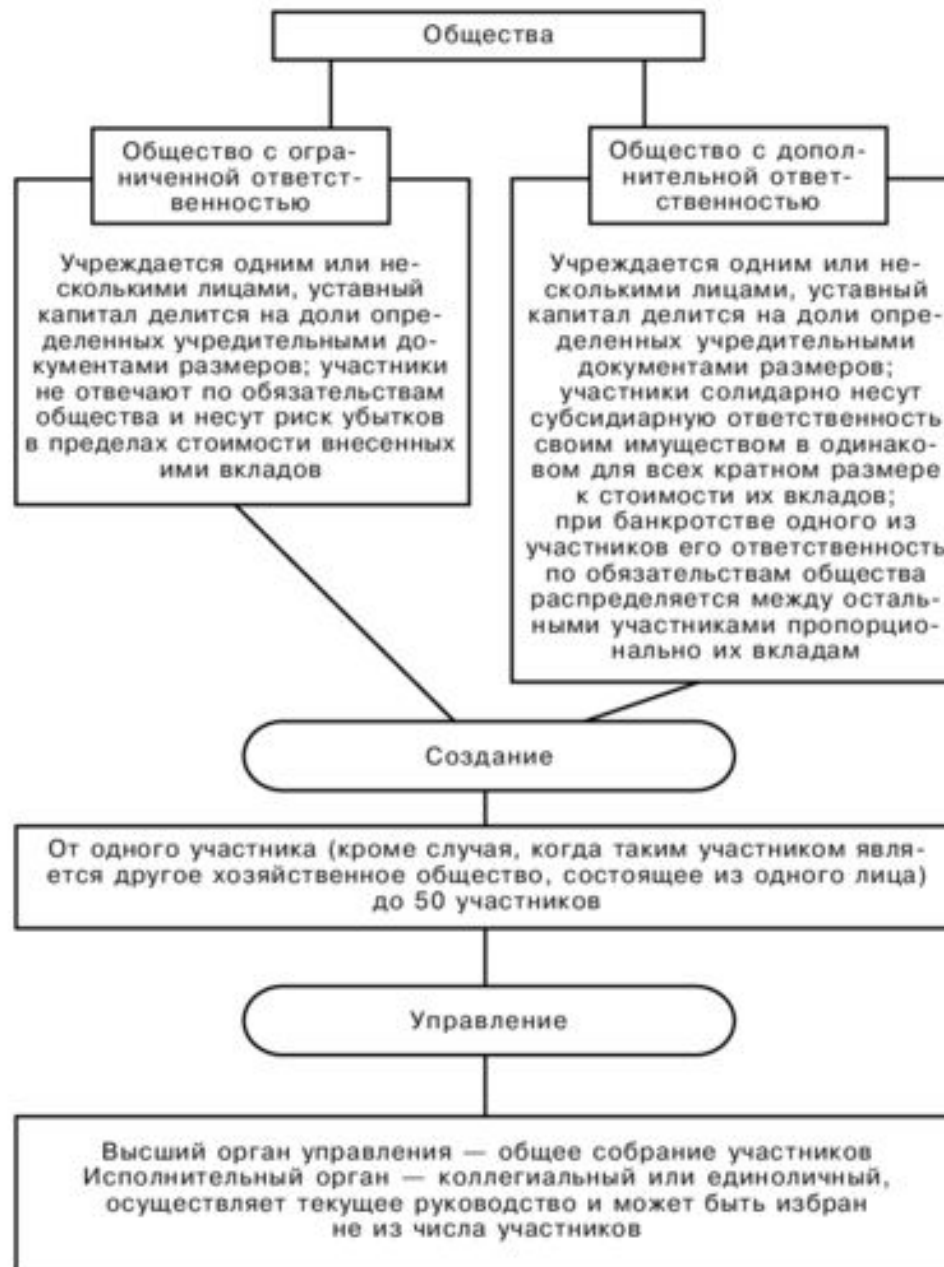 Общества
Общество с огра-
ниченной ответст-
венностью
Учреждается одним или не-
сколькими лицами, уставный
капитал делится на доли опре-
деленных учредительными до-
кументами размеров; участники
не отвечают по обязательствам
общества и несут риск убытков
в пределах стоимости внесенных
ими вкладов
Общество с допол-
нительной ответ-
ственностью
Учреждается одним или не-
сколькими лицами, уставный
капитал делится на доли опре-
деленных учредительными
документами размеров;
участники солидарно несут
субсидиарную ответственность
своим имуществом в одинако-
вом для всех кратном размере
к стоимости их вкладов;
при банкротстве одного из
участников его ответственность
по обязательствам общества
распределяется между осталь-
ными участниками пропорцио-
нально их вкладам
Создание
От одного участника (кроме случая, когда таким участником явля-
ется другое хозяйственное общество, состоящее из одного лица)
до 50 участников
Управление
Высший орган управления — общее собрание участников
Исполнительный орган — коллегиальный или единоличный,
осуществляет текущее руководство и может быть избран
не из числа участников